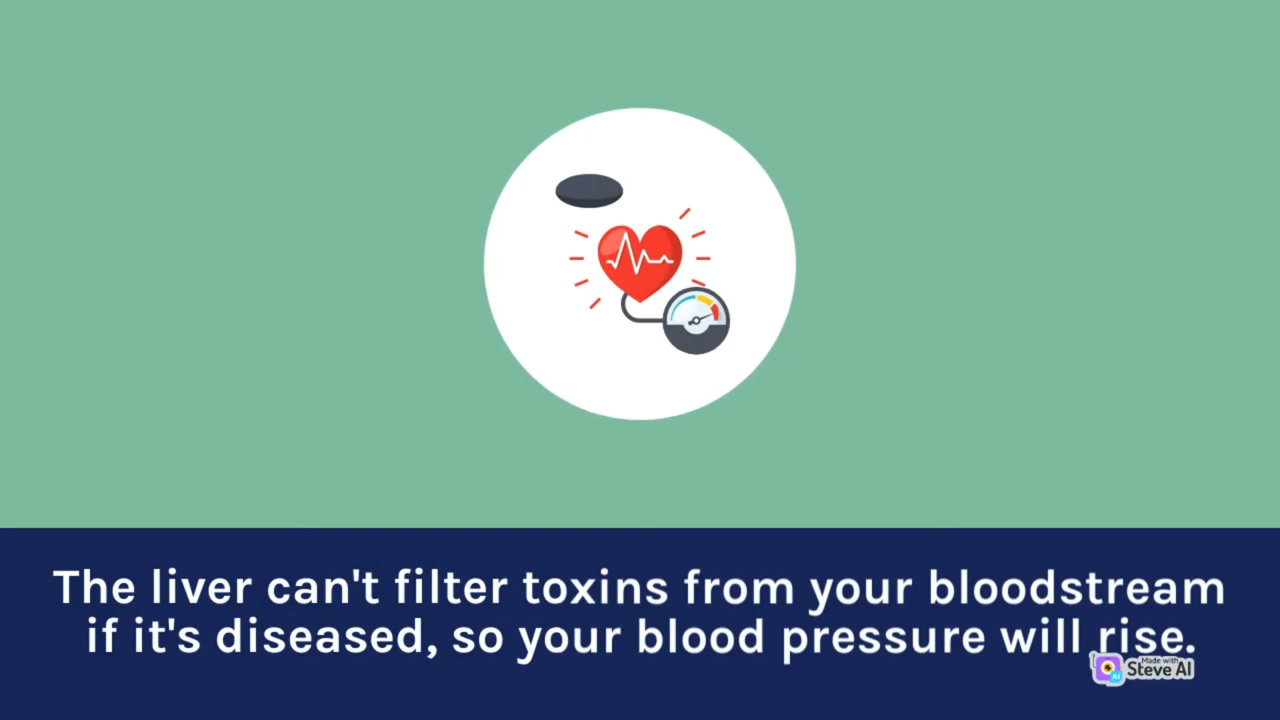 The liver can't filter toxins from your bloodstream
if it's diseased, so your blood pressure will rise.
Made with
Steve AI
AI